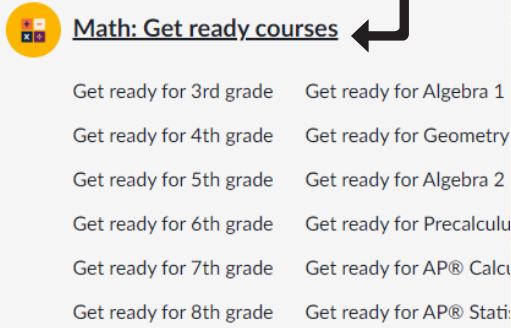 Math: Get ready courses
Get ready for 3rd grade Get ready for Algebra 1
Get ready for 4th grade Get ready for Geometry
Get ready for 5th grade Get ready for Algebra 2
Get ready for 6th grade Get ready for Precalculu
Get ready for 7th grade Get ready for AP® Calcu
Get ready for 8th grade Get ready for AP® Statis